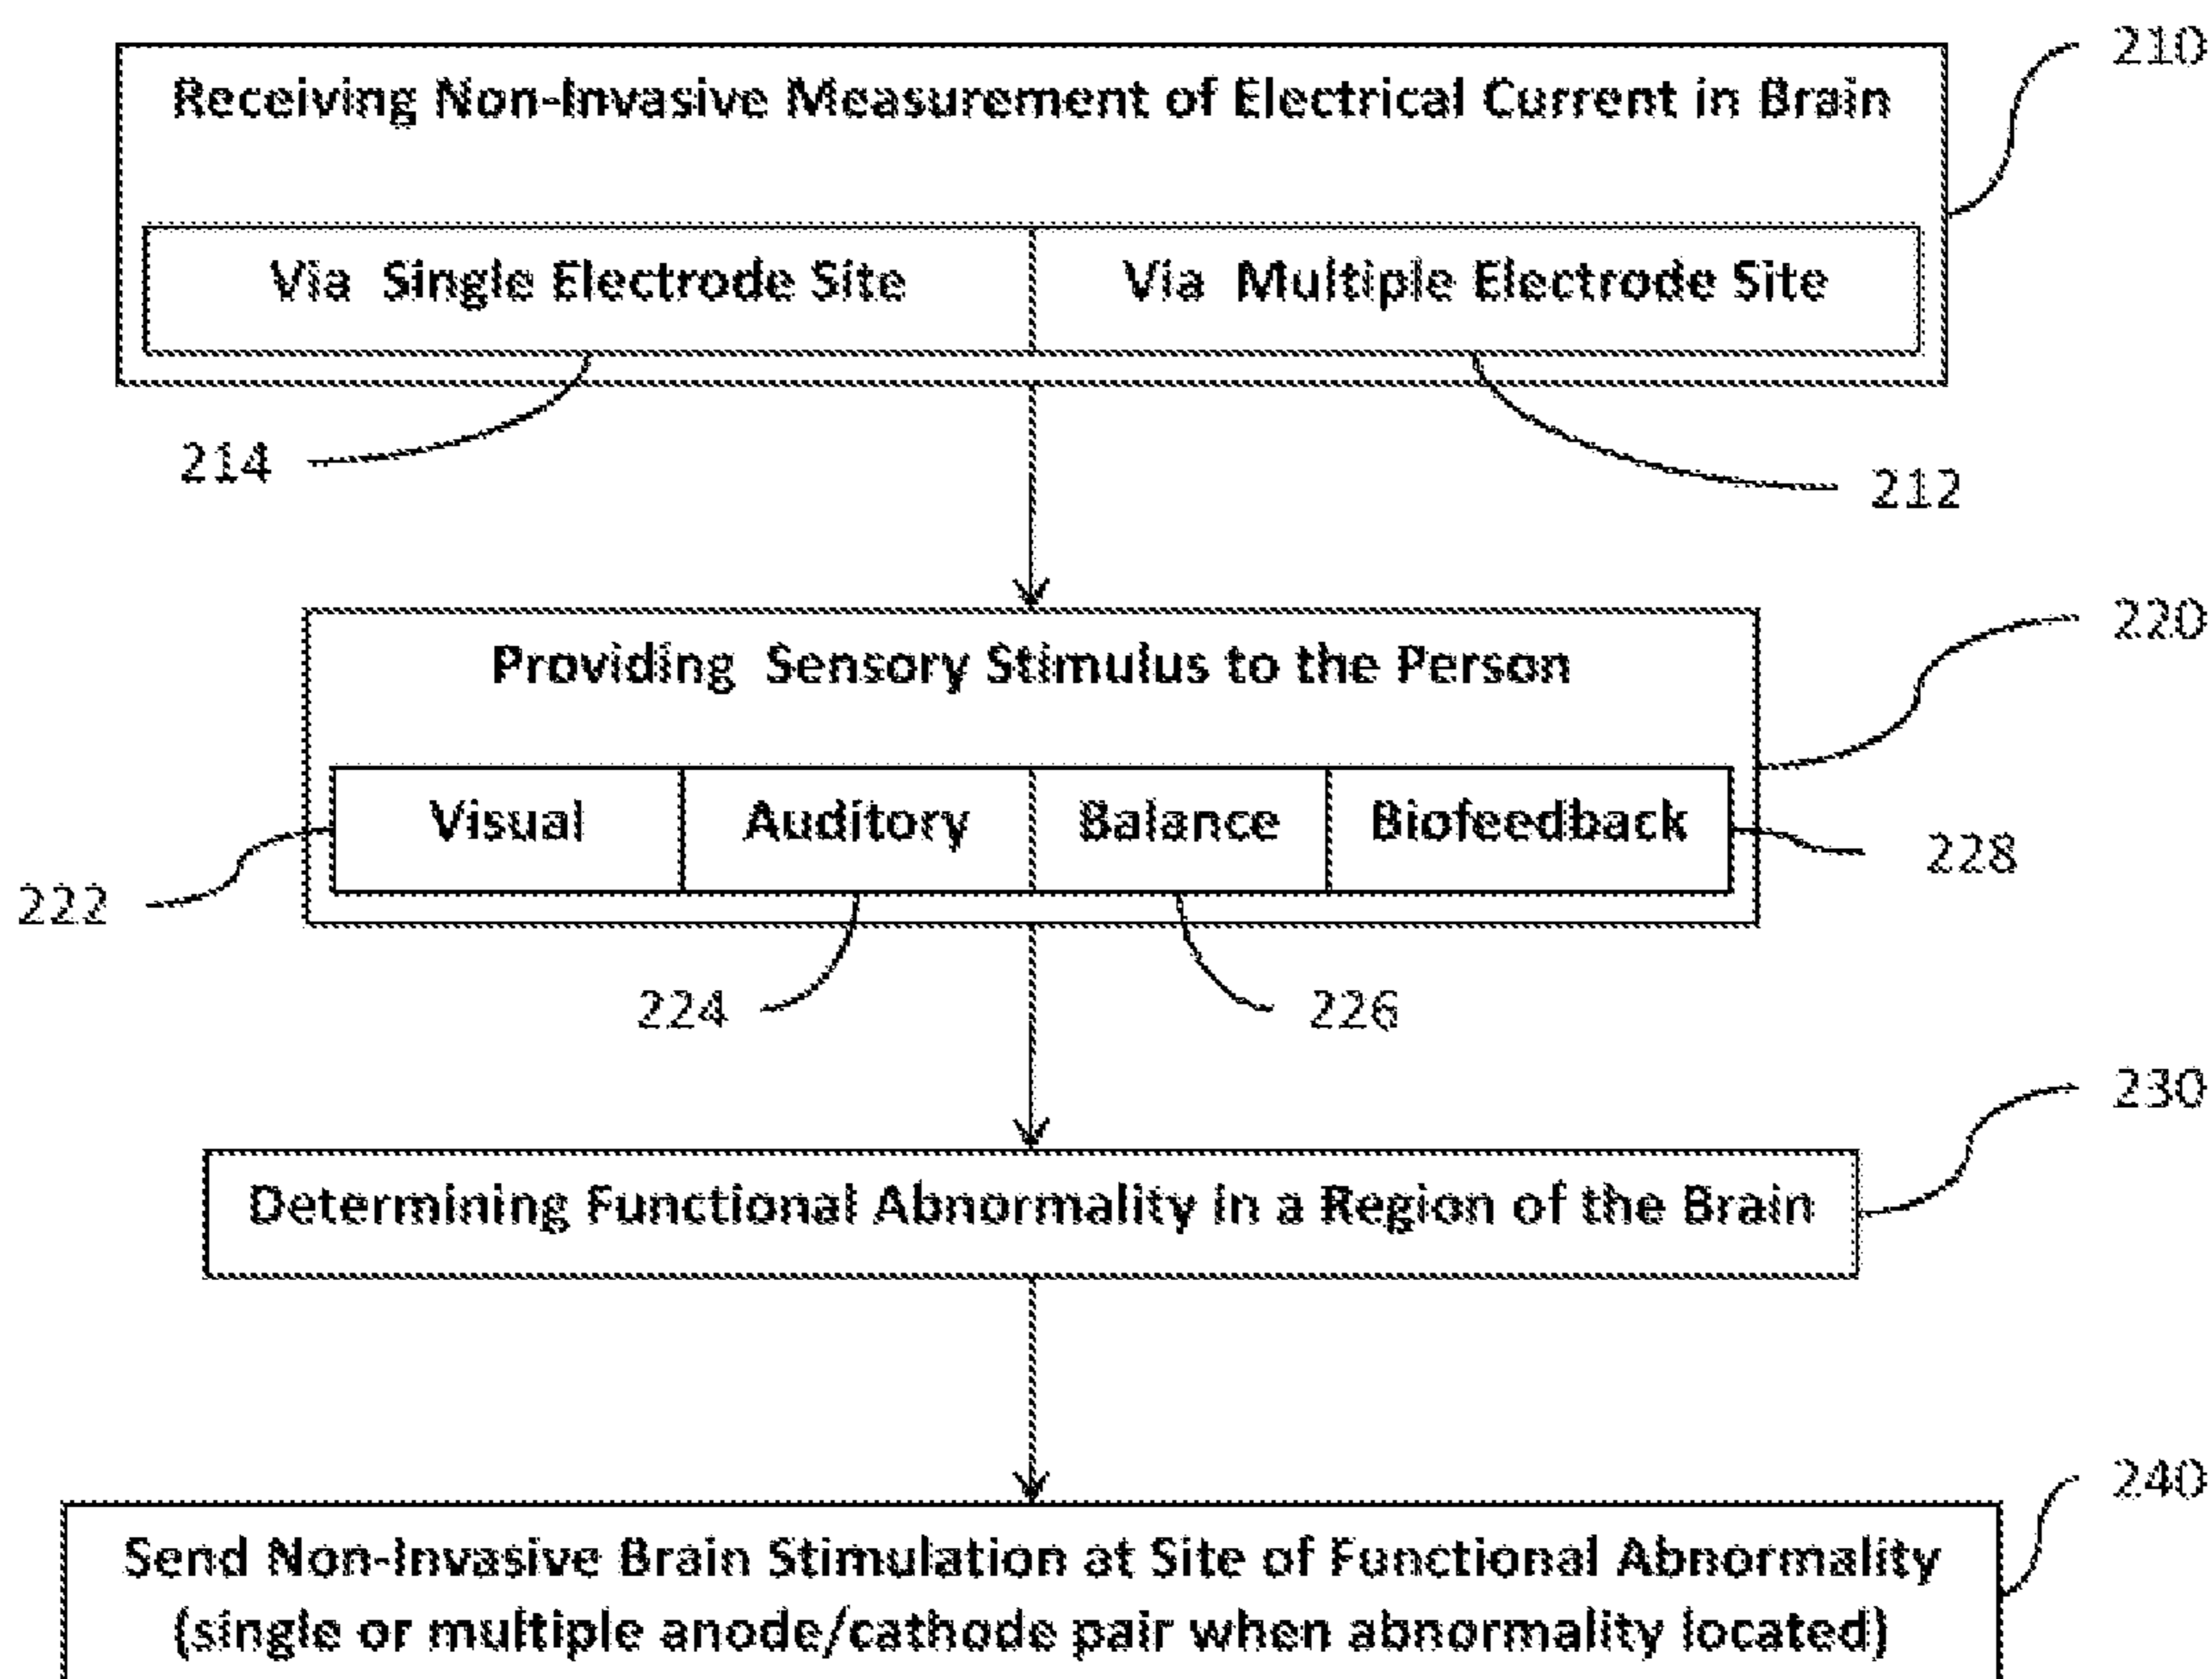 210
Receiving Non-Invasive Measurement of Electrical Current in Brain
Via Single Electrode Site
Via Multiple Electrode Site
214
212
220
Providing Sensory Stimulus to the Person
Visual
Auditory
Balance
Biofeedback
228
222
224
226
230
Determining Functional Abnormality in a Region of the Brain
240
Send Non-Invasive Brain Stimulation at Site of Functional Abnormality
(single or multiple anode/cathode pair when abnormality located)